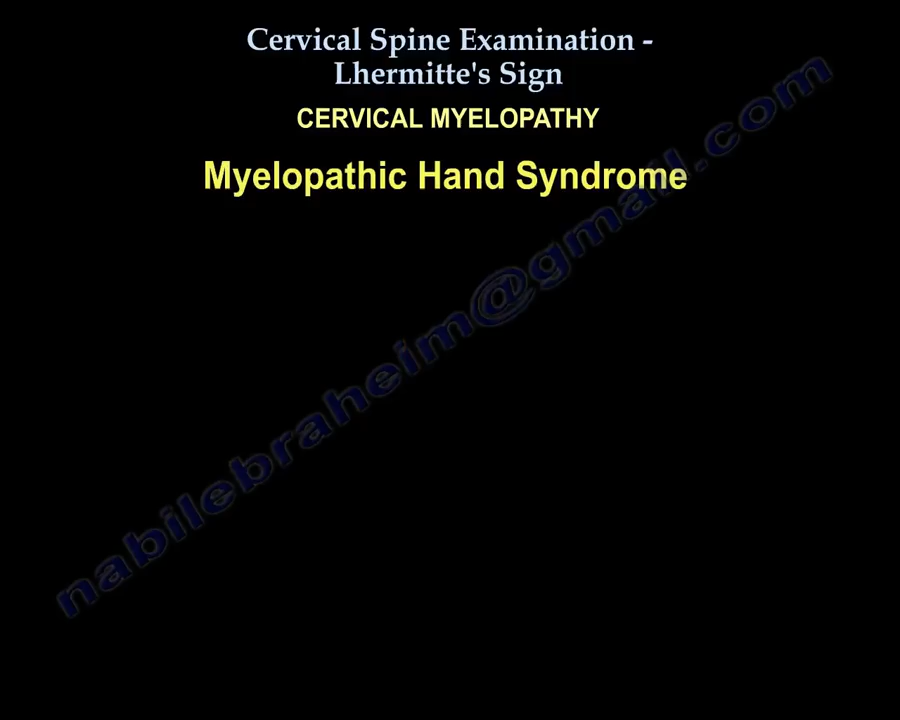 Cervical Spine Examination -
Lhermitte's Sign
CERVICAL MYELOPATHY
Myelopathic Hand Syndrome
nabilebraheim@gmail.com